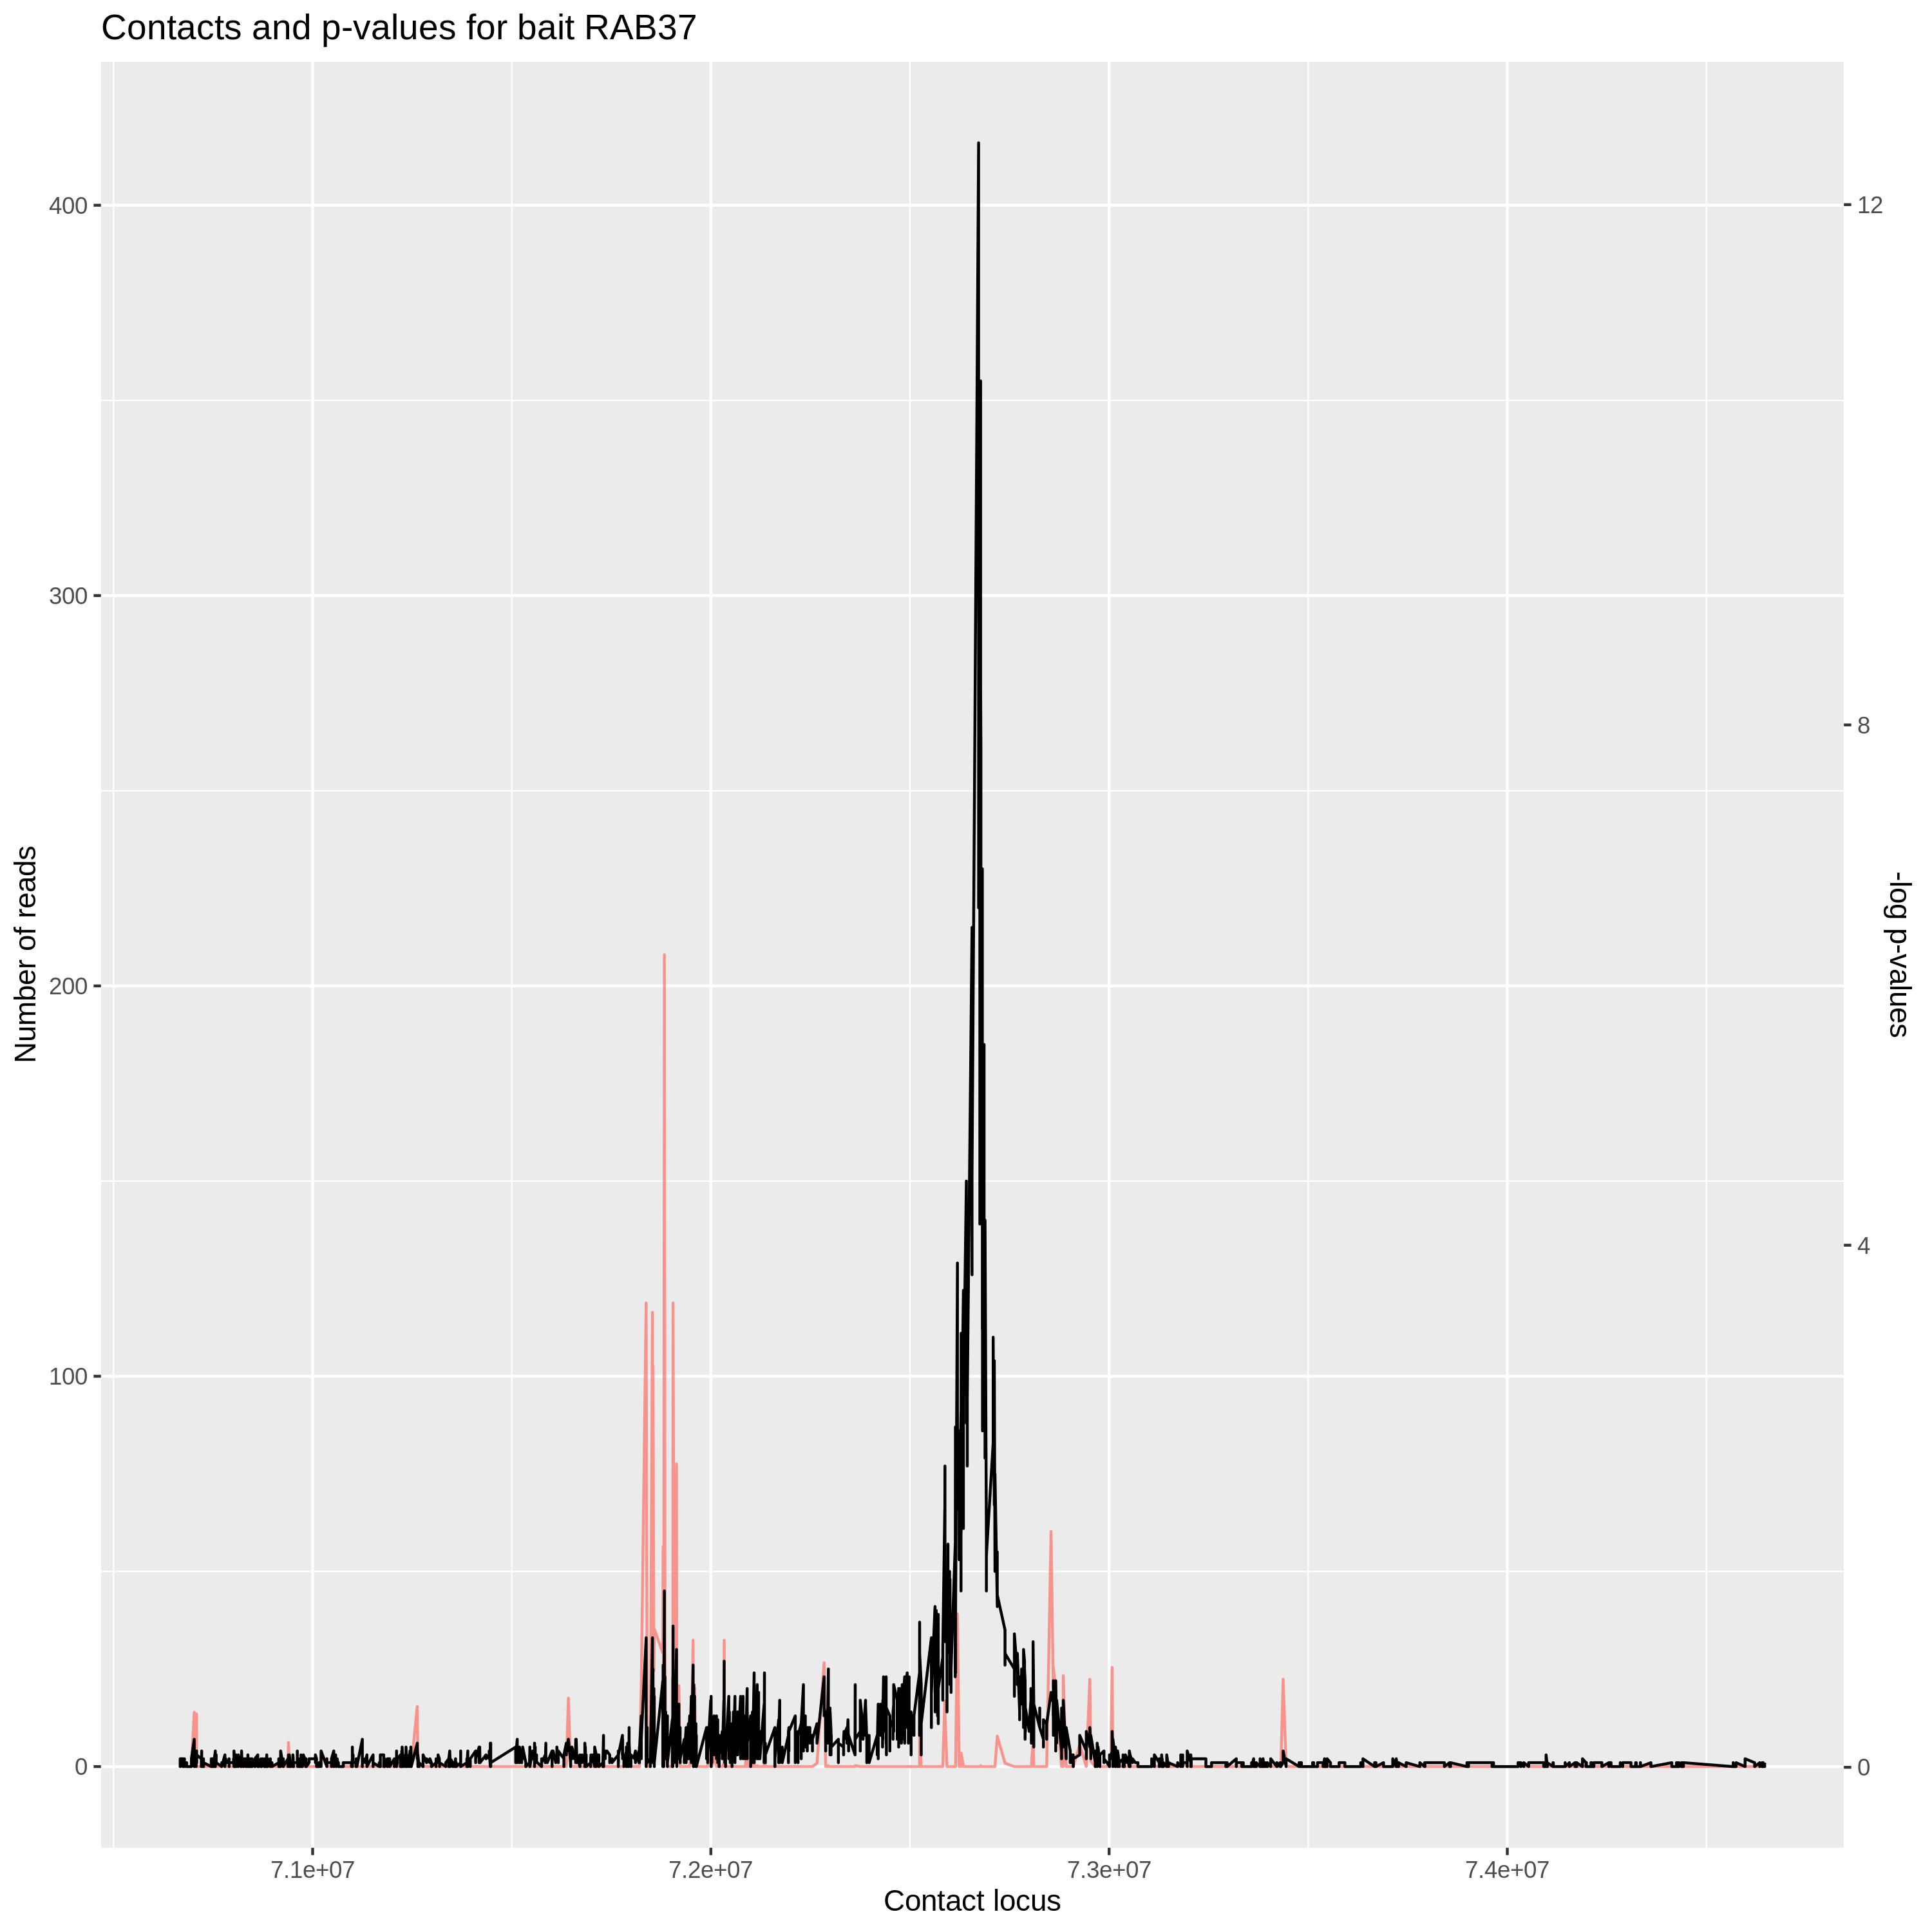 Contacts and p-values for bait RAB37
400
300
200
100
0
Number of reads
12
8
4
0
-log p-values
7.1e+07 7.2e+07 7.3e+07 7.4e+07
Contact locus